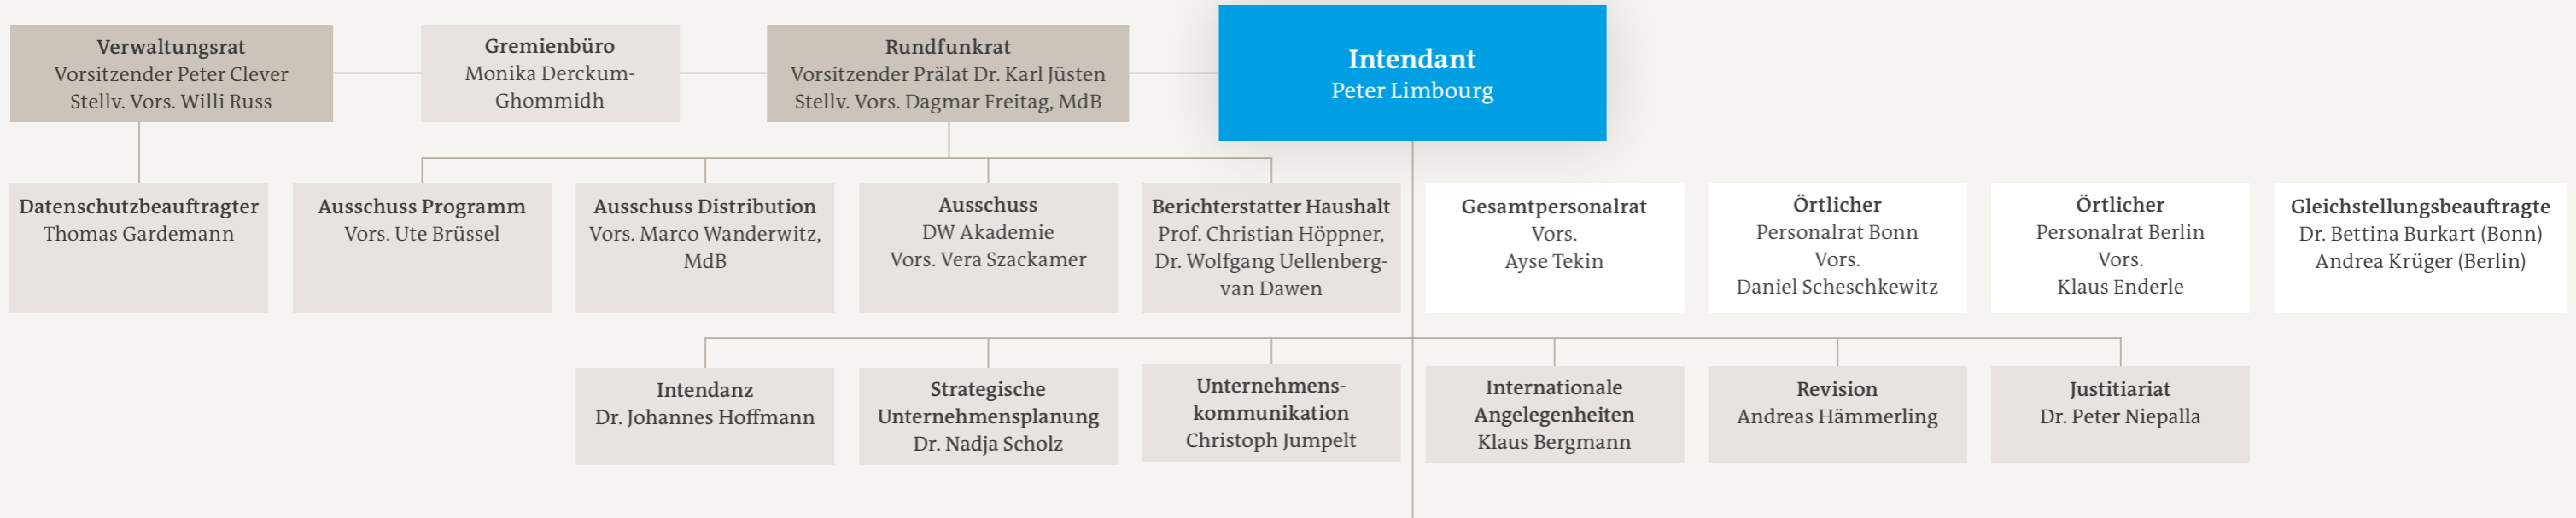 Verwaltungsrat
Vorsitzender Peter Clever
Stellv. Vors. Willi Russ
Gremienbüro
Monika Derckum-
Ghommidh
Rundfunkrat
Vorsitzender Prälat Dr. Karl Jüsten
Stellv. Vors. Dagmar Freitag, MdB
Intendant
Peter Limbourg
Datenschutzbeauftragter
Thomas Gardemann
Ausschuss Programm
Vors. Ute Brüssel
Ausschuss Distribution
Vors. Marco Wanderwitz,
MdB
Ausschuss
DW Akademie
Vors. Vera Szackamer
Berichterstatter Haushalt
Prof. Christian Höppner,
Dr. Wolfgang Uellenberg-
van Dawen
Gesamtpersonalrat
Vors.
Ayse Tekin
Örtlicher
Personalrat Bonn
Vors.
Daniel Scheschkewitz
Örtlicher
Personalrat Berlin
Vors.
Klaus Enderle
Gleichstellungsbeauftragte
Dr. Bettina Burkart (Bonn)
Andrea Krüger (Berlin)
Intendanz
Dr. Johannes Hoffmann
Strategische
Unternehmensplanung
Dr. Nadja Scholz
Unternehmens-
kommunikation
Christoph Jumpelt
Internationale
Angelegenheiten
Klaus Bergmann
Revision
Andreas Hämmerling
Justitiariat
Dr. Peter Niepalla